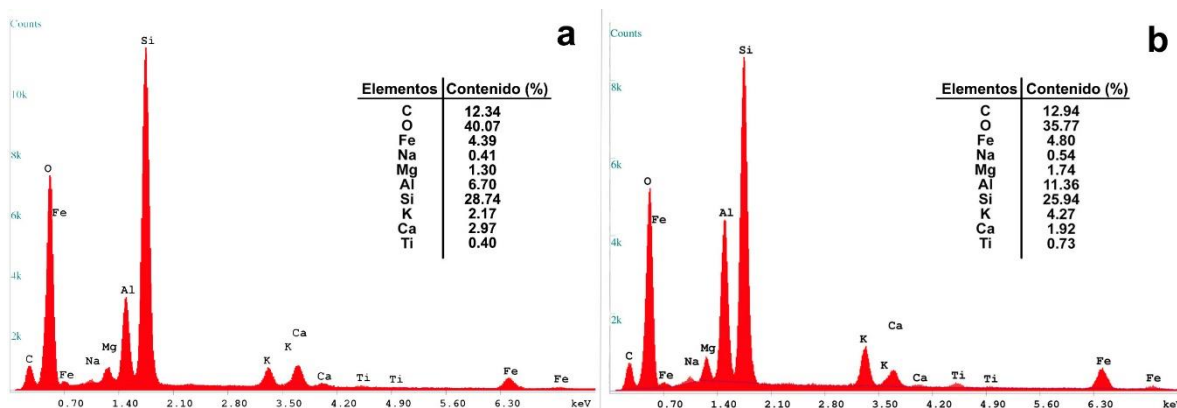 a
Counts
10k
8k
6k
4k
2k
Si
O
Fe
Al
C
Fe
Na
Mg
K
K
Ca
Ca
Ti
Ti
Fe
Fe
0.70 1.40 2.10 2.80 3.50 4.20 4.90 5.60 6.30 keV
Elementos Contenido (%)
C 12.34
O 40.07
Fe 4.39
Na 0.41
Mg 1.30
Al 6.70
Si 28.74
K 2.17
Ca 2.97
Ti 0.40
b
Counts
8k
6k
4k
2k
Si
O
Fe
Al
C
Fe
Na
Mg
K
K
Ca
Ca
Ti
Ti
Fe
Fe
0.70 1.40 2.10 2.80 3.50 4.20 4.90 5.60 6.30 keV
Elementos Contenido (%)
C 12.94
O 35.77
Fe 4.80
Na 0.54
Mg 1.74
Al 11.36
Si 25.94
K 4.27
Ca 1.92
Ti 0.73